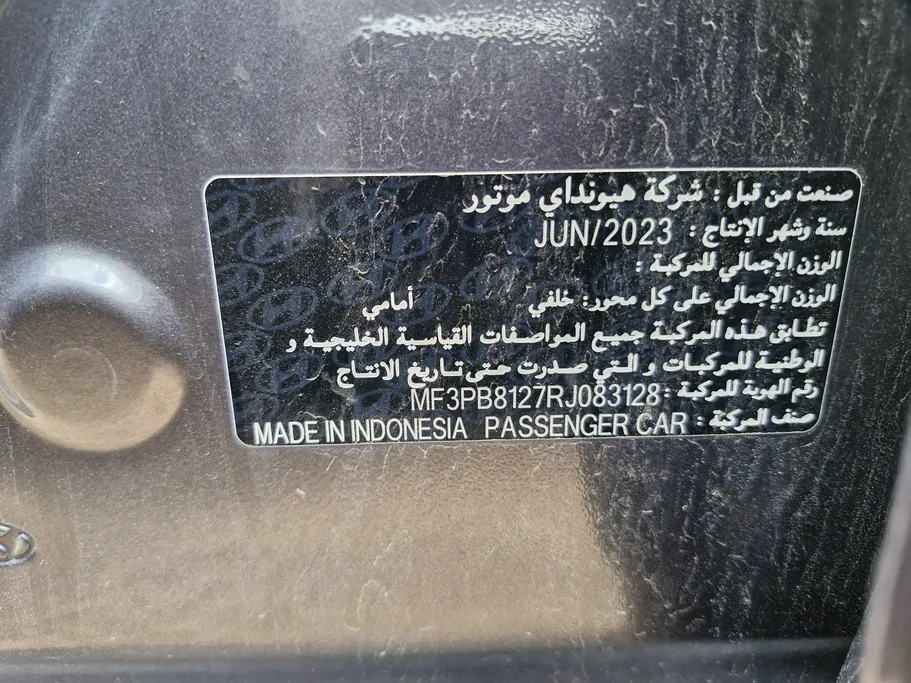 صنعت من قبل : شركة هيونداي موتور
سنة وشهر الإنتاج : JUN/2023
الوزن الإجمالي للمركبة :
الوزن الإجمالي على كل محور: خلفي أمامي
تطابق هذه المركبة جميع المواصفات القياسية الخليجية و
الوطنية للمركبات و التي صدرت حتى تاريخ الانتاج
رقم الهوية للمركبة : MF3PB8127RJ083128
صنف المركبة : MADE IN INDONESIA PASSENGER CAR